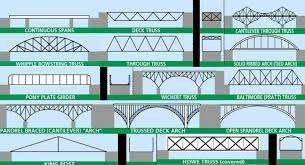 CONTINUOUS SPANS
DECK TRUSS
CANTILEVER THROUGH TRUSS
WHIPPLE BOWSTRING TRUSS
THROUGH TRUSS
SOLID RIBBED ARCH (TIED ARCH)
PONY PLATE GIRDER
WICHERT TRUSS
BALTIMORE (PRATT) TRUSS
PANDREL BRACED (CANTILEVER) "ARCH"
TRUSSED DECK ARCH
OPEN SPANDREL DECK ARCH
KING POST
HOWE TRUSS (covered)